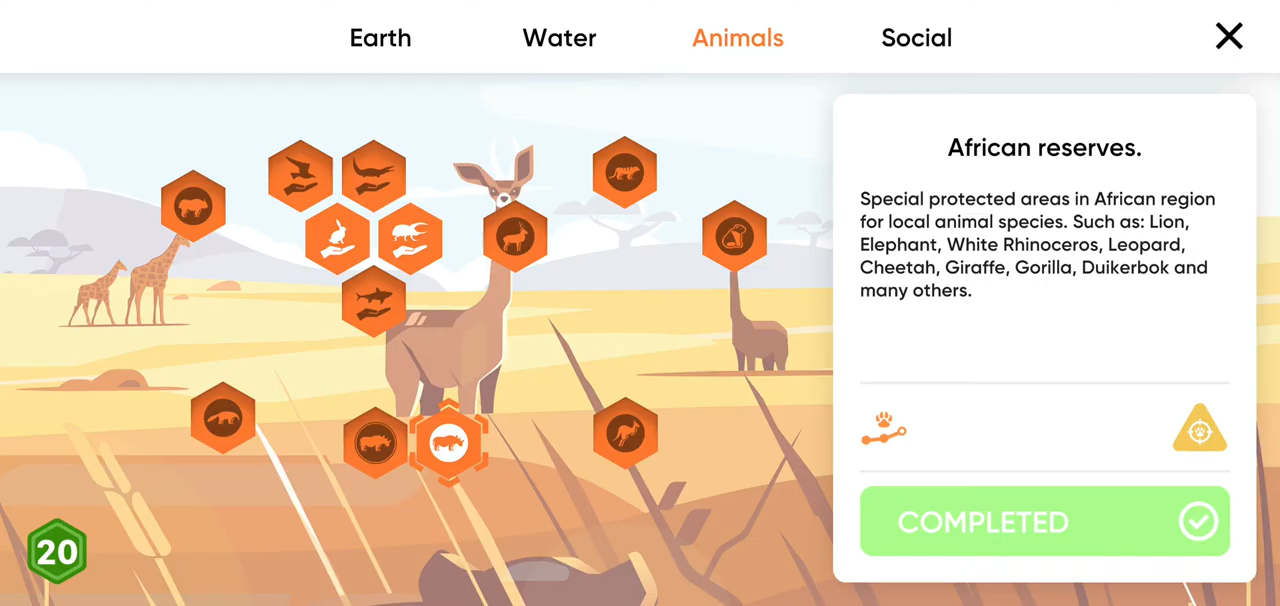 Earth
Water
Animals
Social
African reserves.
Special protected areas in African region
for local animal species. Such as: Lion,
Elephant, White Rhinoceros, Leopard,
Cheetah, Giraffe, Gorilla, Duikerbok and
many others.
COMPLETED
20